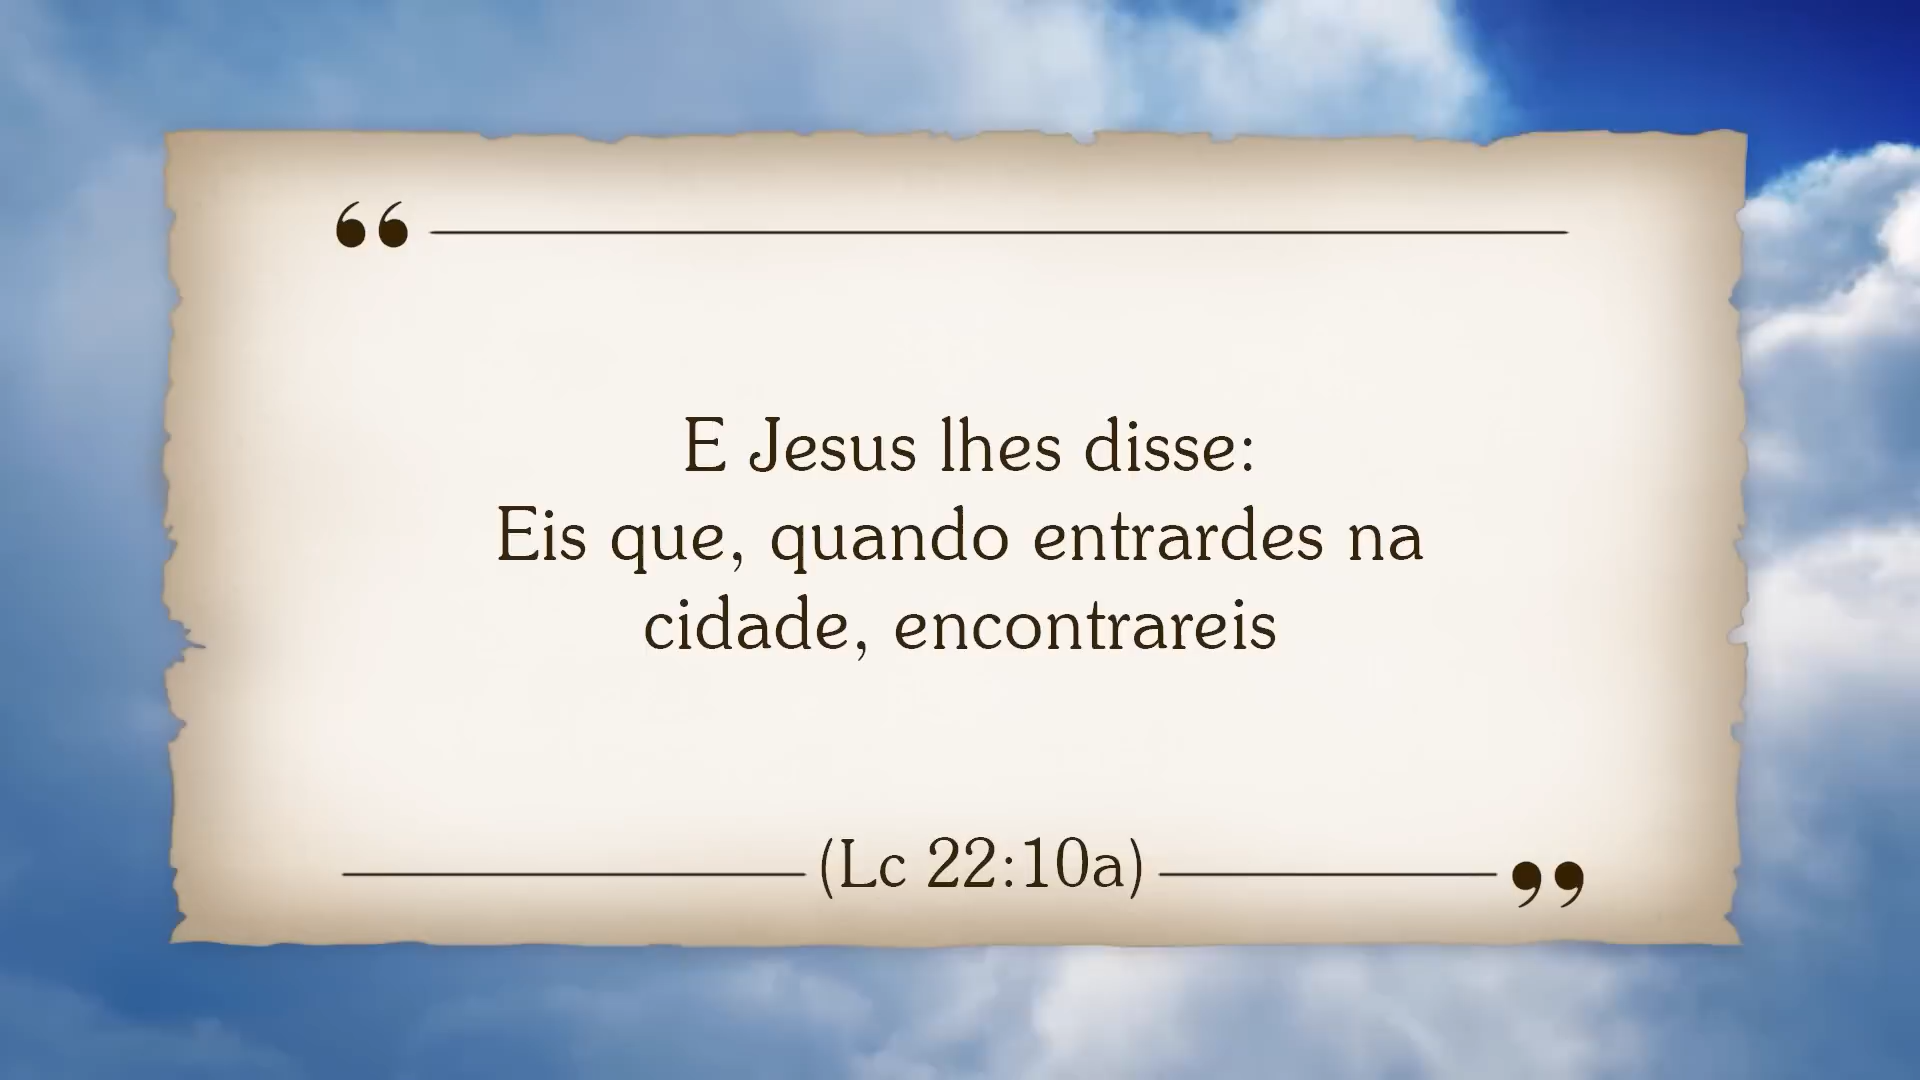 E Jesus lhes disse:
Eis que, quando entrardes na
cidade, encontrareis
(Lc 22:10a)